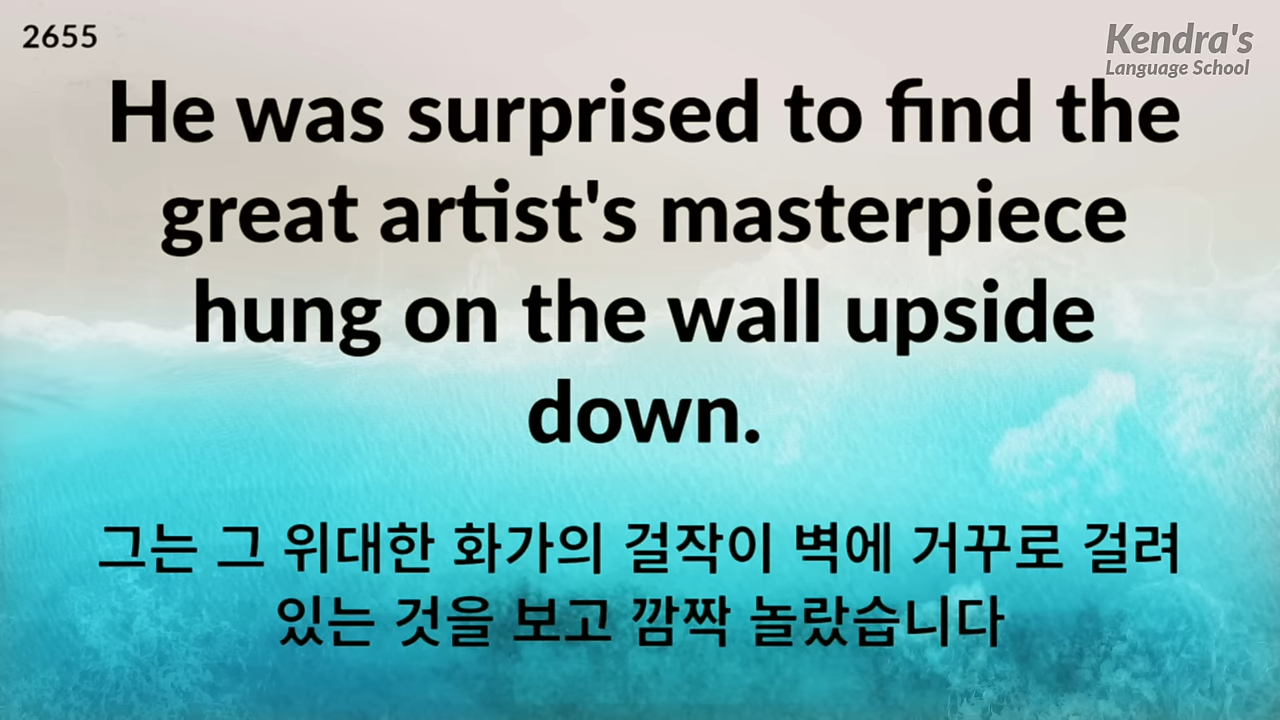 2655
Kendra's
Language School
He was surprised to find the
great artist's masterpiece
hung on the wall upside
down.
그는 그 위대한 화가의 걸작이 벽에 거꾸로 걸려
있는 것을 보고 깜짝 놀랐습니다